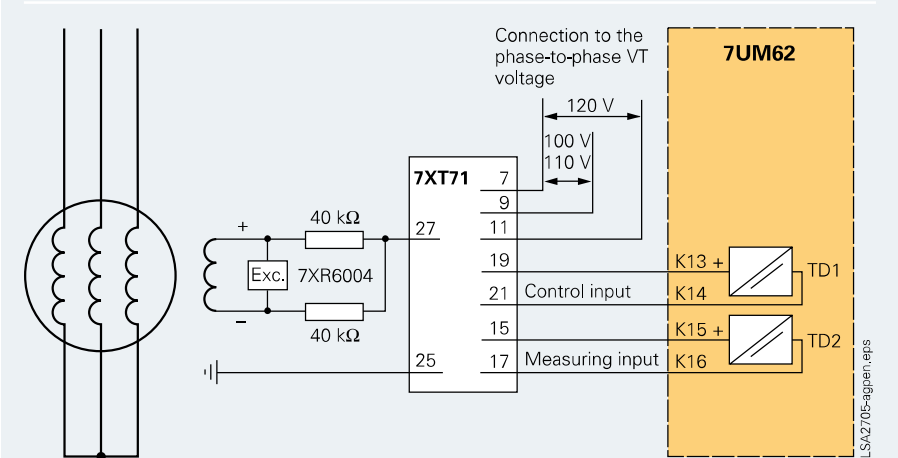 Connection to the
phase-to-phase VT
voltage
7UM62
120 V
100 V
110 V
7XT71
7
9
11
27
+
40 kΩ
Exc.
7XR6004
–
40 kΩ
25
19
21
Control input
15
17
Measuring input
K13 +
K14
TD1
K15 +
K16
TD2
LSA2705-agpen.eps